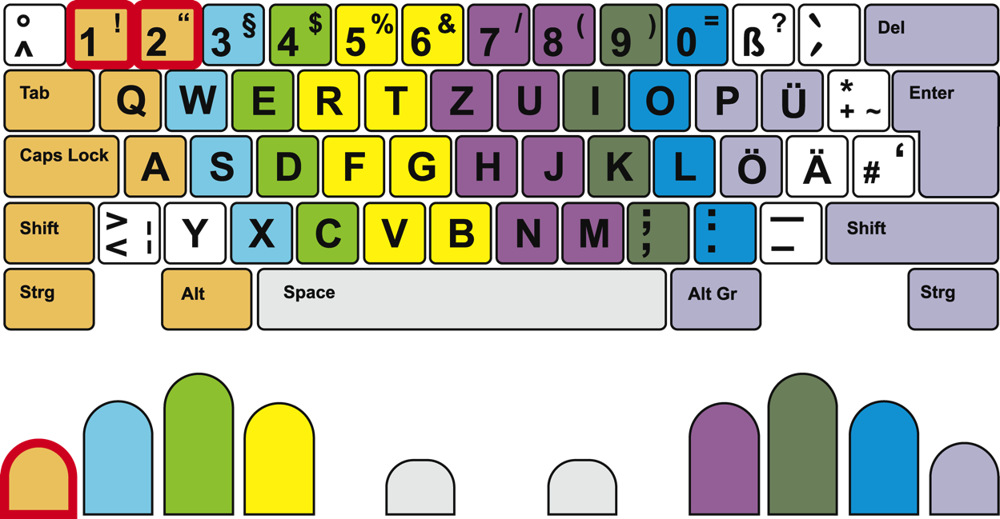 ° ^ 1 ! 2 “ 3 § 4 $ 5 % 6 & 7 / 8 ( 9 ) 0 = ß ? ` ´ Del
Tab Q W E R T Z U I O P Ü * + ~ Enter
Caps Lock A S D F G H J K L Ö Ä # ‘
Shift > < ¦ Y X C V B N M ; , : . — – Shift
Strg Alt Space Alt Gr Strg